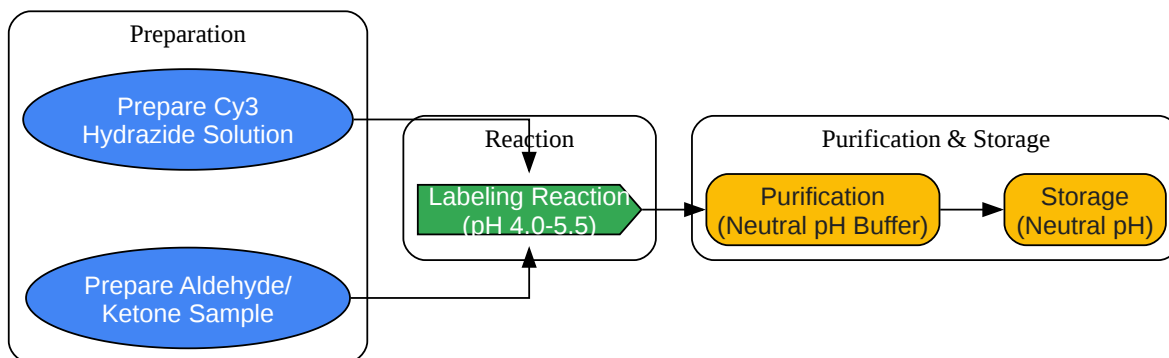 Preparation
Prepare Cy3
Hydrazide Solution
Prepare Aldehyde/
Ketone Sample
Reaction
Labeling Reaction
(pH 4.0-5.5)
Purification & Storage
Purification
(Neutral pH Buffer)
Storage
(Neutral pH)